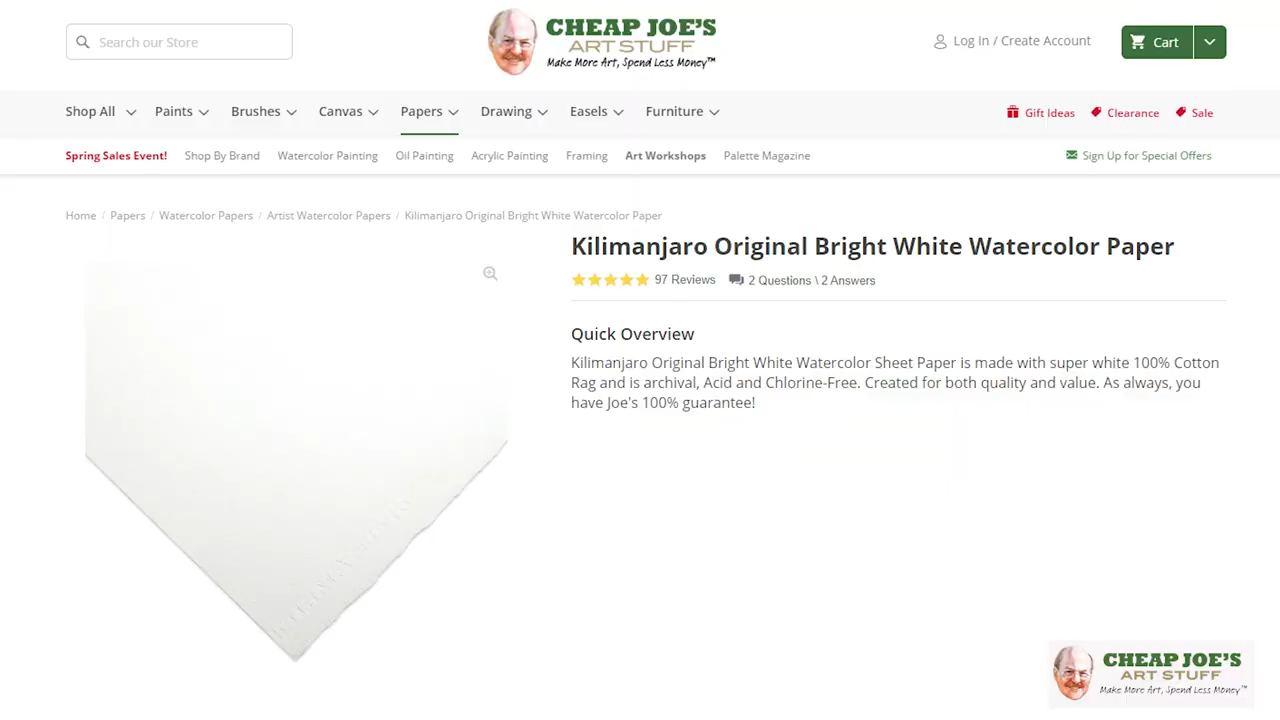 Search our Store
CHEAP JOE'S
ART STUFF
Make More Art, Spend Less Money™
Log In / Create Account
Cart
Shop All
Paints
Brushes
Canvas
Papers
Drawing
Easels
Furniture
Gift Ideas
Clearance
Sale
Spring Sales Event!
Shop By Brand
Watercolor Painting
Oil Painting
Acrylic Painting
Framing
Art Workshops
Palette Magazine
Sign Up for Special Offers
Home / Papers / Watercolor Papers / Artist Watercolor Papers / Kilimanjaro Original Bright White Watercolor Paper
Kilimanjaro Original Bright White Watercolor Paper
97 Reviews
2 Questions \ 2 Answers
Quick Overview
Kilimanjaro Original Bright White Watercolor Sheet Paper is made with super white 100% Cotton
Rag and is archival, Acid and Chlorine-Free. Created for both quality and value. As always, you
have Joe's 100% guarantee!
CHEAP JOE'S
ART STUFF
Make More Art, Spend Less Money™